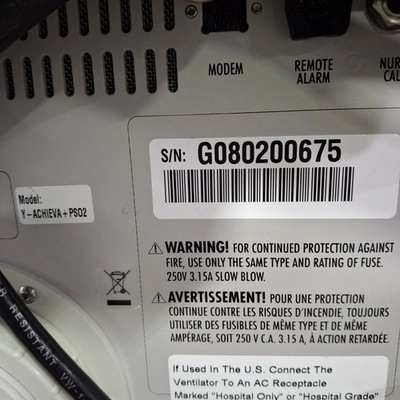 MODEM
REMOTE
ALARM
S/N: G080200675
Model:
Y-ACHIEVA+PSO2
WARNING! FOR CONTINUED PROTECTION AGAINST
FIRE, USE ONLY THE SAME TYPE AND RATING OF FUSE.
250V 3.15A SLOW BLOW.
AVERTISSEMENT! POUR UNE PROTECTION
CONTINUE CONTRE LES RISQUES D'INCENDIE, TOUJOURS
UTILISER DES FUSIBLES DE MÊME TYPE ET DE MÊME
AMPÉRAGE, SOIT 250 V C.A. 3.15 A, À ACTION RETARDÉE.
If Used In The U.S. Connect The
Ventilator To An AC Receptacle
Marked "Hospital Only" or "Hospital Grade"
RESISTANT VW-1